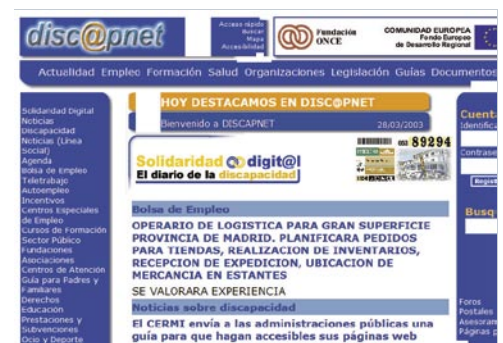 disc@pnet
Acceso rápido
Buscar
Mapa
Accesibilidad
Fundación
ONCE
COMUNIDAD EUROPEA
Fondo Europeo
de Desarrollo Regional
Actualidad Empleo Formación Salud Organizaciones Legislación Guías Documentos
Solidaridad Digital
Noticias
Discapacidad
Noticias (Línea
Social)
Agenda
Bolsa de Empleo
Teletrabajo
Autoempleo
Incentivos
Centros Especiales
de Empleo
Cursos de Formación
Sector Público
Fundaciones
Asociaciones
Centros de Atención
Guía para Padres y
Familiares
Derechos
Educación
Prestaciones y
Subvenciones
Ocio y Deporte
HOY DESTACAMOS EN DISC@PNET
Bienvenido a DISCAPNET
28/03/2003
Solidaridad digit@l
El diario de la discapacidad
89294
Bolsa de Empleo
OPERARIO DE LOGISTICA PARA GRAN SUPERFICIE
PROVINCIA DE MADRID. PLANIFICARA PEDIDOS
PARA TIENDAS, REALIZACION DE INVENTARIOS,
RECEPCION DE EXPEDICION, UBICACION DE
MERCANCIA EN ESTANTES
SE VALORARA EXPERIENCIA
Noticias sobre discapacidad
El CERMI envía a las administraciones públicas una
guía para que hagan accesibles sus páginas web
Cuenta
Identifica
Contrase
Regist
Busq
Foros
Postales
Asesoram
Páginas p